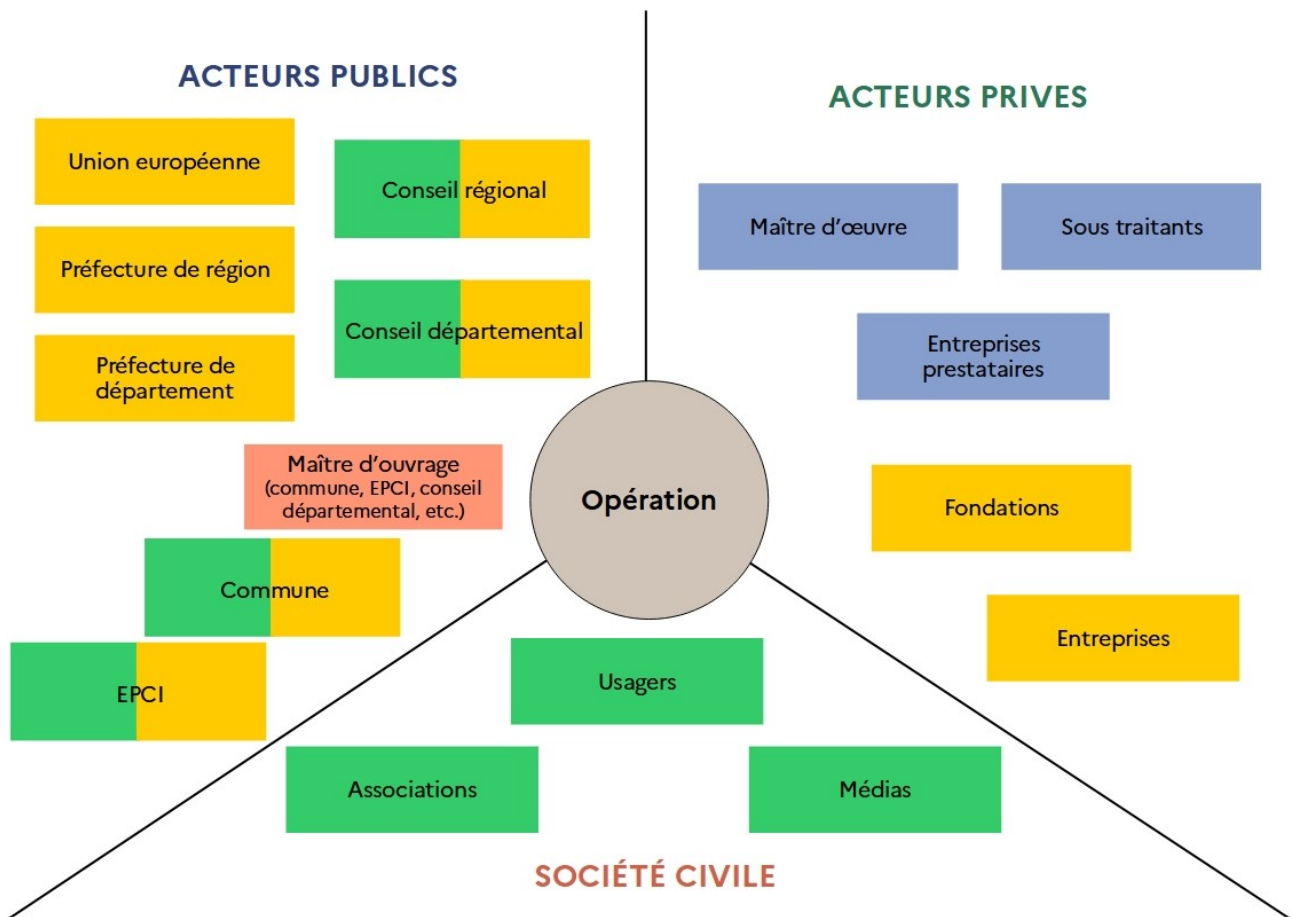 ACTEURS PUBLICS
Union européenne
Conseil régional
Préfecture de région
Conseil départemental
Préfecture de
département
Maître d'ouvrage
(commune, EPCI, conseil
départemental, etc.)
Commune
EPCI
ACTEURS PRIVES
Maître d'œuvre
Sous traitants
Entreprises
prestataires
Fondations
Entreprises
Opération
Usagers
Associations
Médias
SOCIÉTÉ CIVILE